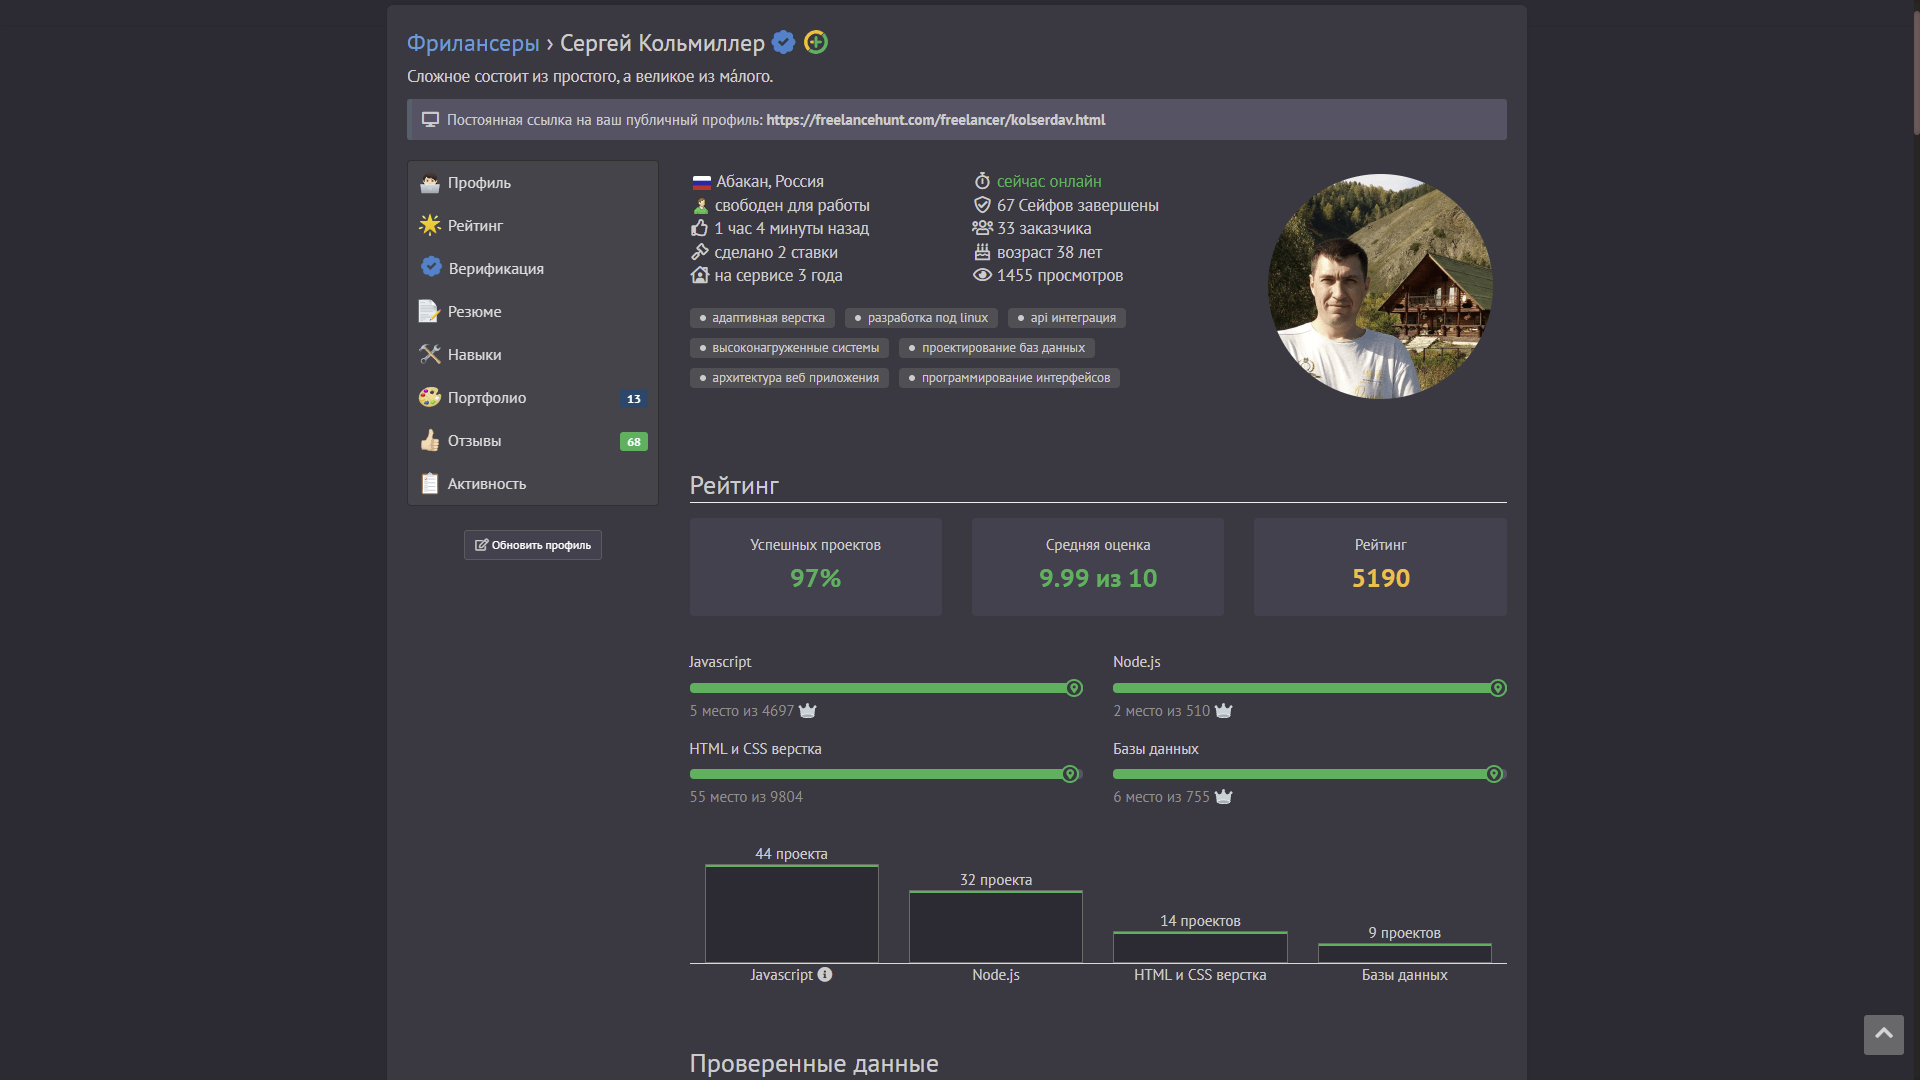 Фрилансеры › Сергей Кольмиллер
Сложное состоит из простого, а великое из ма́лого.
Постоянная ссылка на ваш публичный профиль: https://freelancehunt.com/freelancer/kolserdav.html
Профиль
Рейтинг
Верификация
Резюме
Навыки
Портфолио 13
Отзывы 68
Активность
Обновить профиль
Абакан, Россия
свободен для работы
1 час 4 минуты назад
сделано 2 ставки
на сервисе 3 года
сейчас онлайн
67 Сейфов завершены
33 заказчика
возраст 38 лет
1455 просмотров
адаптивная верстка
разработка под linux
api интеграция
высоконагруженные системы
проектирование баз данных
архитектура веб приложения
программирование интерфейсов
Рейтинг
Успешных проектов
97%
Средняя оценка
9.99 из 10
Рейтинг
5190
Javascript
5 место из 4697
Node.js
2 место из 510
HTML и CSS верстка
55 место из 9804
Базы данных
6 место из 755
44 проекта
Javascript
32 проекта
Node.js
14 проектов
HTML и CSS верстка
9 проектов
Базы данных
Проверенные данные